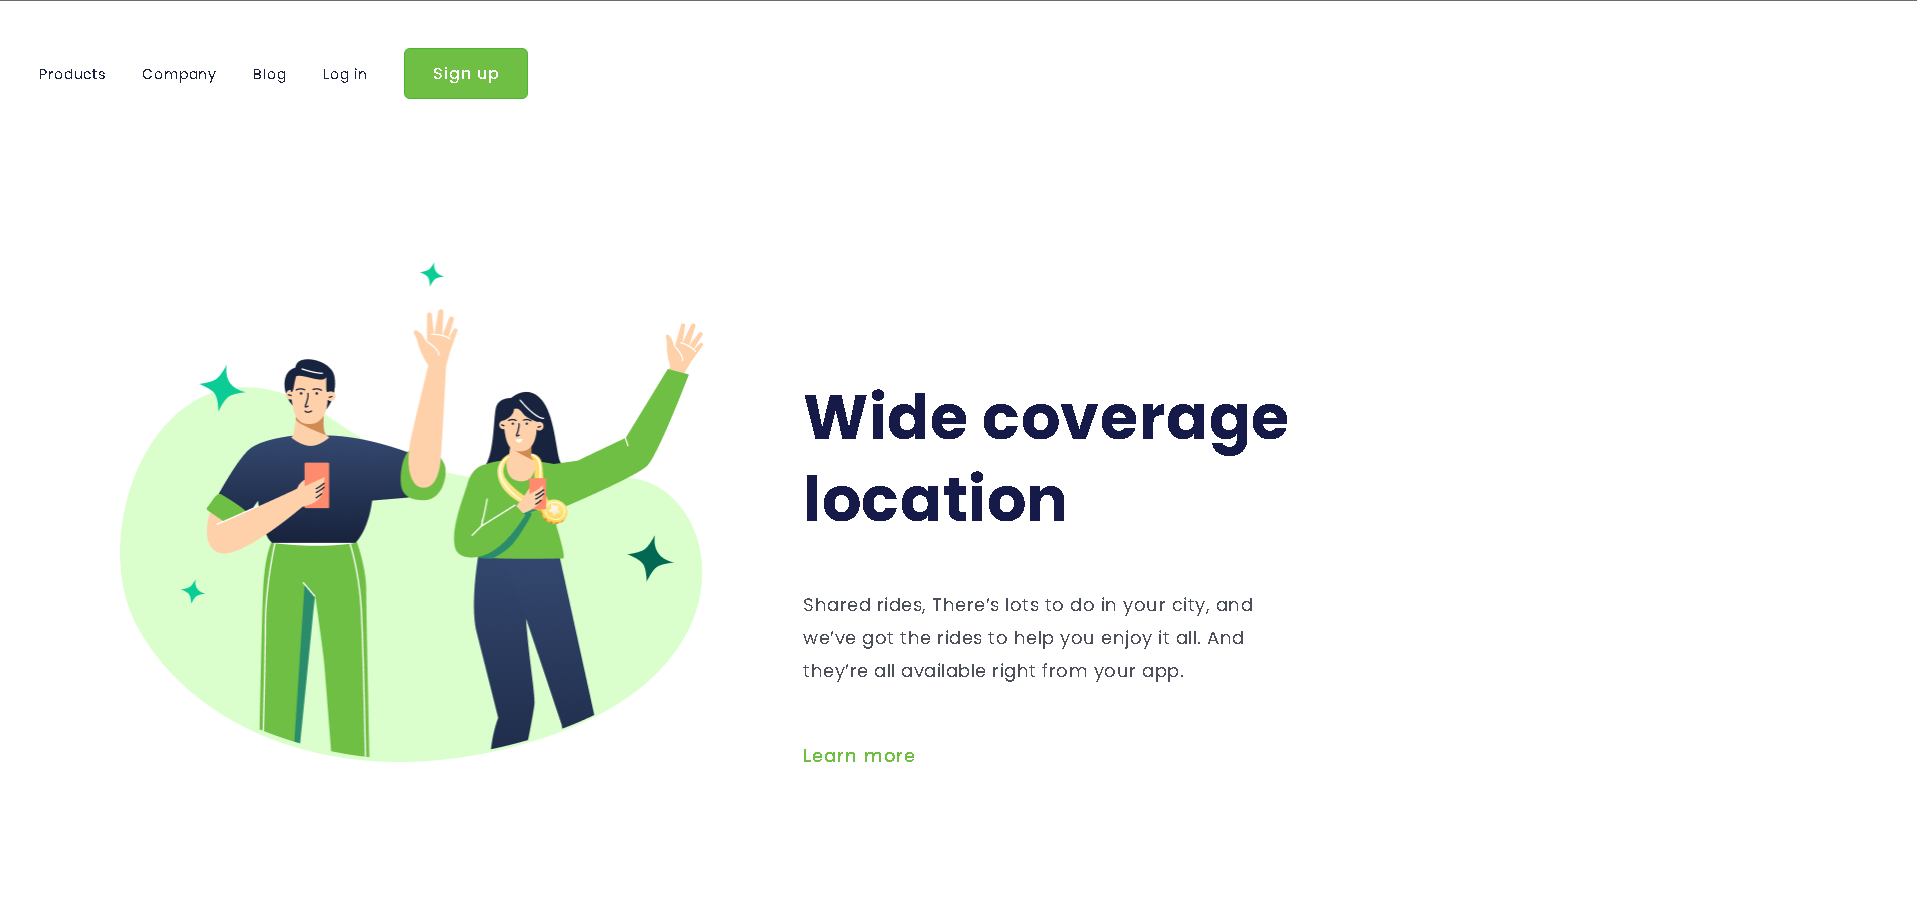 Products Company Blog Log in Sign up
Wide coverage
location
Shared rides, There’s lots to do in your city, and
we’ve got the rides to help you enjoy it all. And
they’re all available right from your app.
Learn more